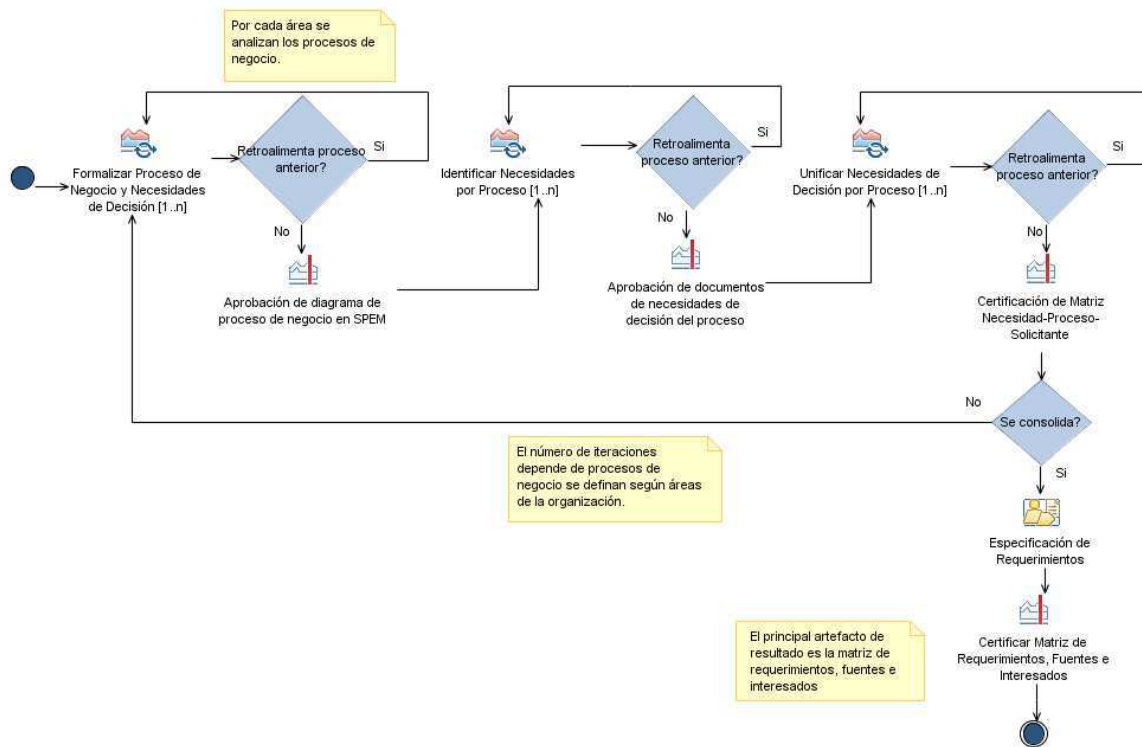 Por cada área se
analizan los procesos de
negocio.
Retroalimenta proceso
anterior?
Si
Formalizar Proceso de
Negocio y Necesidades
de Decisión [1..n]
No
Aprobación de diagrama de
proceso de negocio en SPEM
Identificar Necesidades
por Proceso [1..n]
Retroalimenta
proceso anterior?
Si
No
Aprobación de documentos
de necesidades de
decisión del proceso
Unificar Necesidades de
Decisión por Proceso [1..n]
Retroalimenta
proceso anterior?
Si
No
Certificación de Matriz
Necesidad-Proceso-
Solicitante
No
Se consolida?
Si
El número de iteraciones
depende de procesos de
negocio se definan según áreas
de la organización.
Especificación de
Requerimientos
El principal artefacto de
resultado es la matriz de
requerimientos, fuentes e
interesados
Certificar Matriz de
Requerimientos, Fuentes e
Interesados